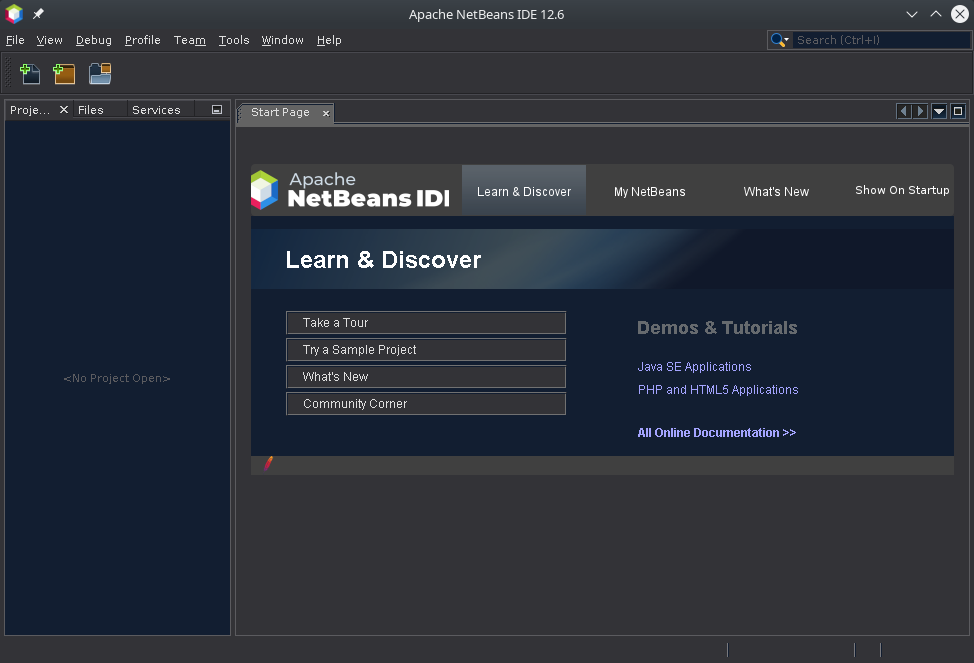 Apache NetBeans IDE 12.6
File View Debug Profile Team Tools Window Help
Search (Ctrl+I)
Proje... Files Services
Start Page
Apache
NetBeans IDI
Learn & Discover My NetBeans What's New Show On Startup
Learn & Discover
Take a Tour
Try a Sample Project
What's New
Community Corner
Demos & Tutorials
Java SE Applications
PHP and HTML5 Applications
All Online Documentation >>
<No Project Open>